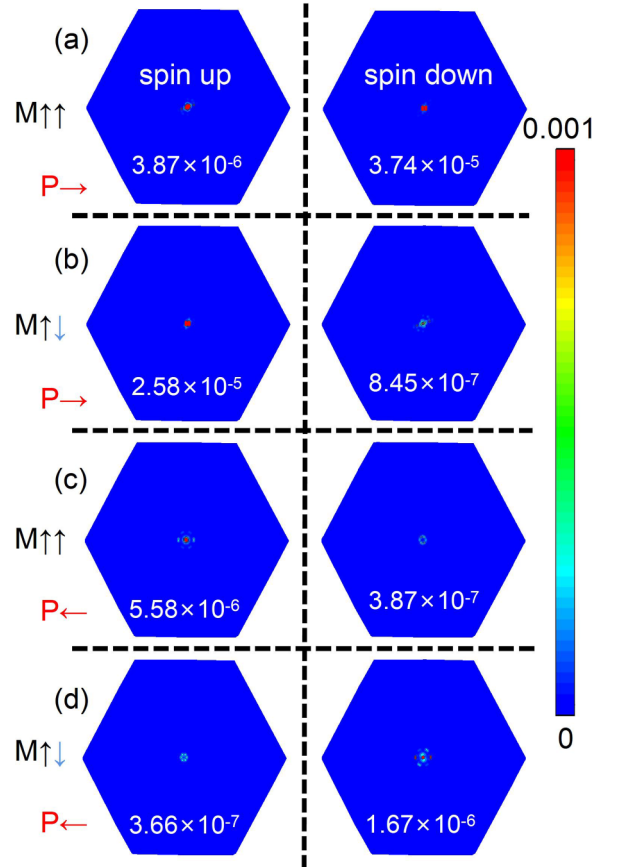 (a)
spin up
spin down
M↑↑
3.87×10⁻⁶
3.74×10⁻⁵
P→
0.001
(b)
M↑↓
2.58×10⁻⁵
8.45×10⁻⁷
P→
(c)
M↑↑
5.58×10⁻⁶
3.87×10⁻⁷
P←
(d)
M↑↓
3.66×10⁻⁷
1.67×10⁻⁶
P←
0